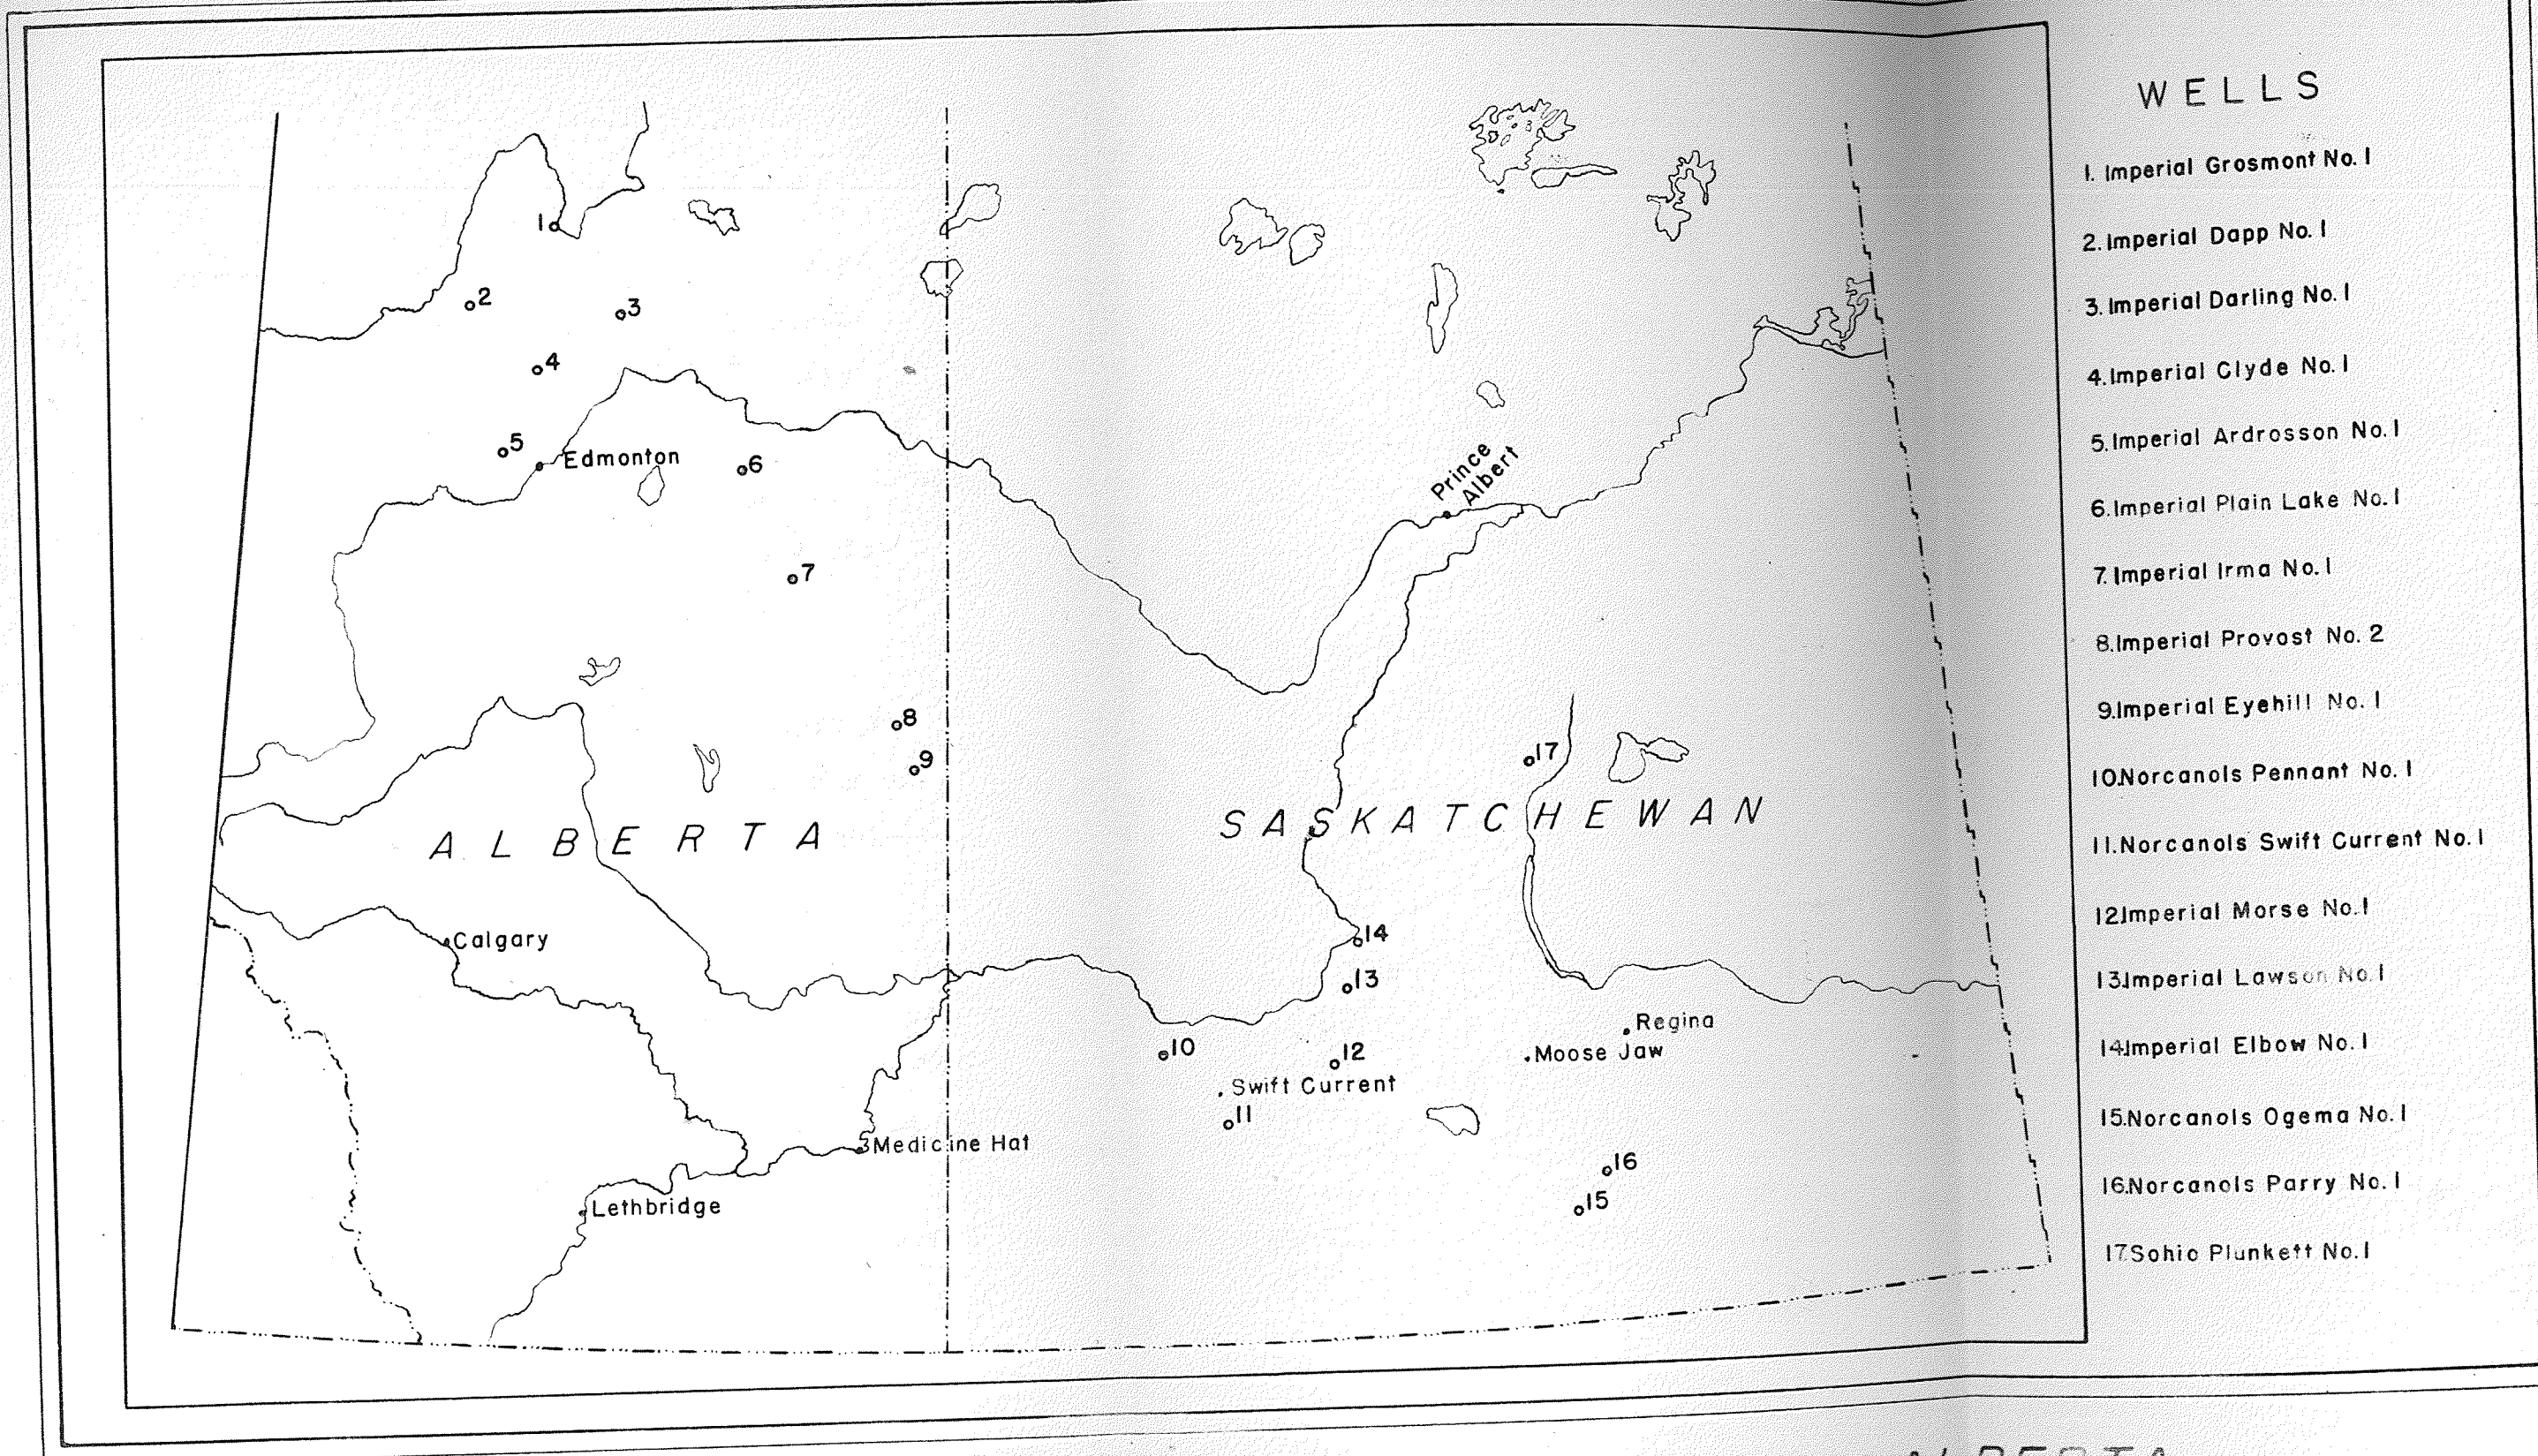 WELLS
1. Imperial Grosmont No. 1
2. Imperial Dapp No. 1
3. Imperial Darling No. 1
4. Imperial Clyde No. 1
5. Imperial Ardrosson No. 1
6. Imperial Plain Lake No. 1
7. Imperial Irma No. 1
8. Imperial Provost No. 2
9. Imperial Eyehill No. 1
10. Norcanols Pennant No. 1
11. Norcanols Swift Current No. 1
12. Imperial Morse No. 1
13. Imperial Lawson No. 1
14. Imperial Elbow No. 1
15. Norcanols Ogema No. 1
16. Norcanols Parry No. 1
17. Sohio Plunkett No. 1
1
2
3
4
5
Edmonton
6
Prince
Albert
7
8
9
17
ALBERTA
SASKATCHEWAN
Calgary
14
13
Regina
10
12
Moose Jaw
Swift Current
11
Medicine Hat
16
15
Lethbridge
ALBERTA